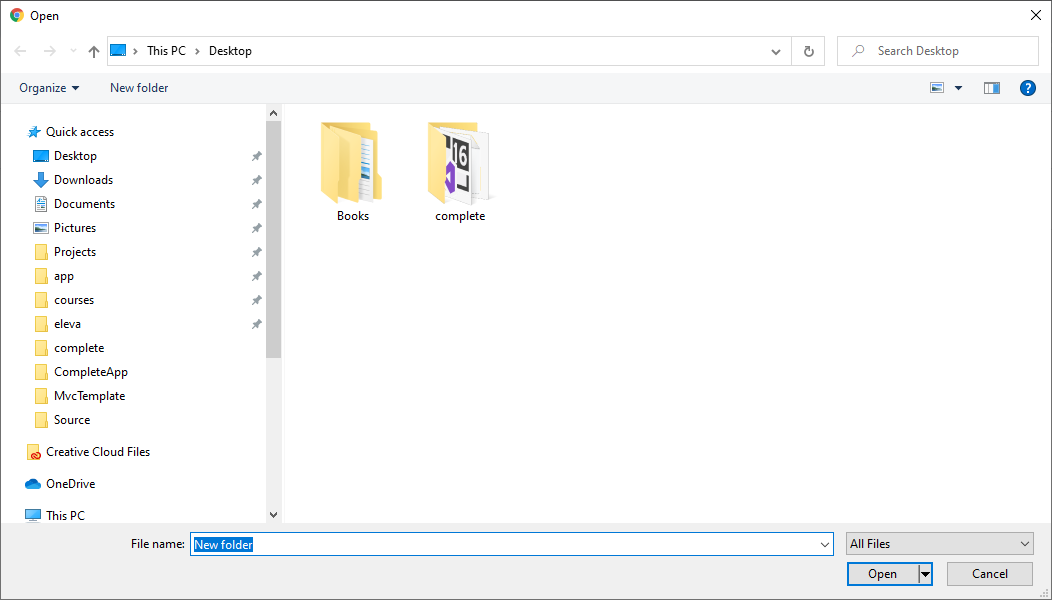 Open
This PC > Desktop
Search Desktop
Organize
New folder
Quick access
Desktop
Downloads
Documents
Pictures
Projects
app
courses
eleva
complete
CompleteApp
MvcTemplate
Source
Creative Cloud Files
OneDrive
This PC
16
Books
complete
File name:
New folder
All Files
Open
Cancel